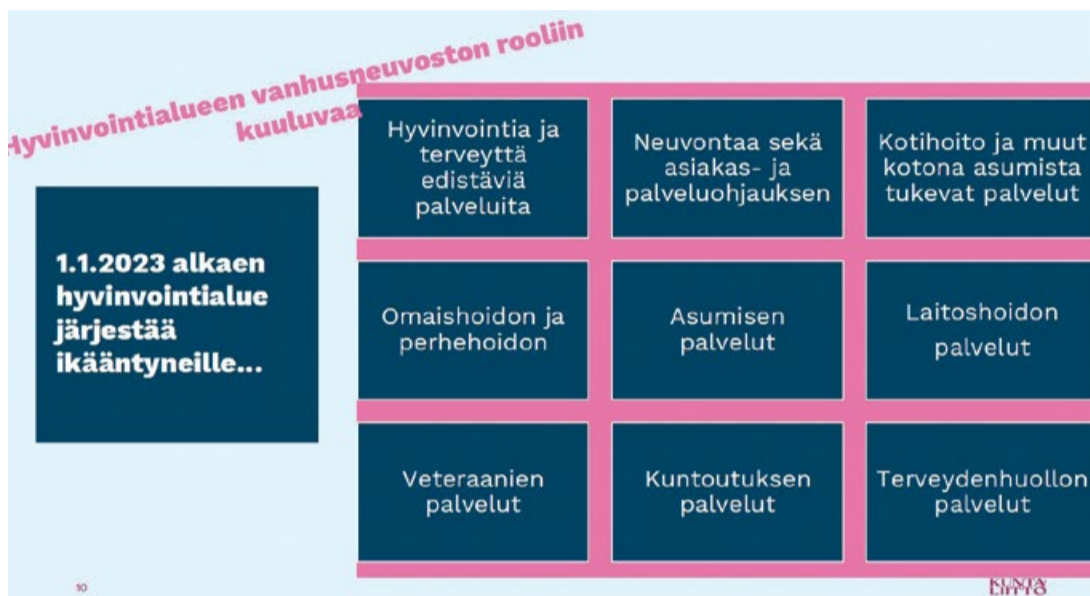 Hyvinvointialueen vanhusneuvoston rooliin
kuuluvaa
1.1.2023 alkaen
hyvinvointialue
järjestää
ikääntyneille...
Hyvinvointia ja
terveyttä
edistäviä
palveluita
Neuvontaa sekä
asiakas- ja
palveluohjauksen
Kotihoito ja muut
kotona asumista
tukevat palvelut
Omaishoidon ja
perhehoidon
Asumisen
palvelut
Laitoshoidon
palvelut
Veteraanien
palvelut
Kuntoutuksen
palvelut
Terveydenhuollon
palvelut
10
KUNTA
LIITTO